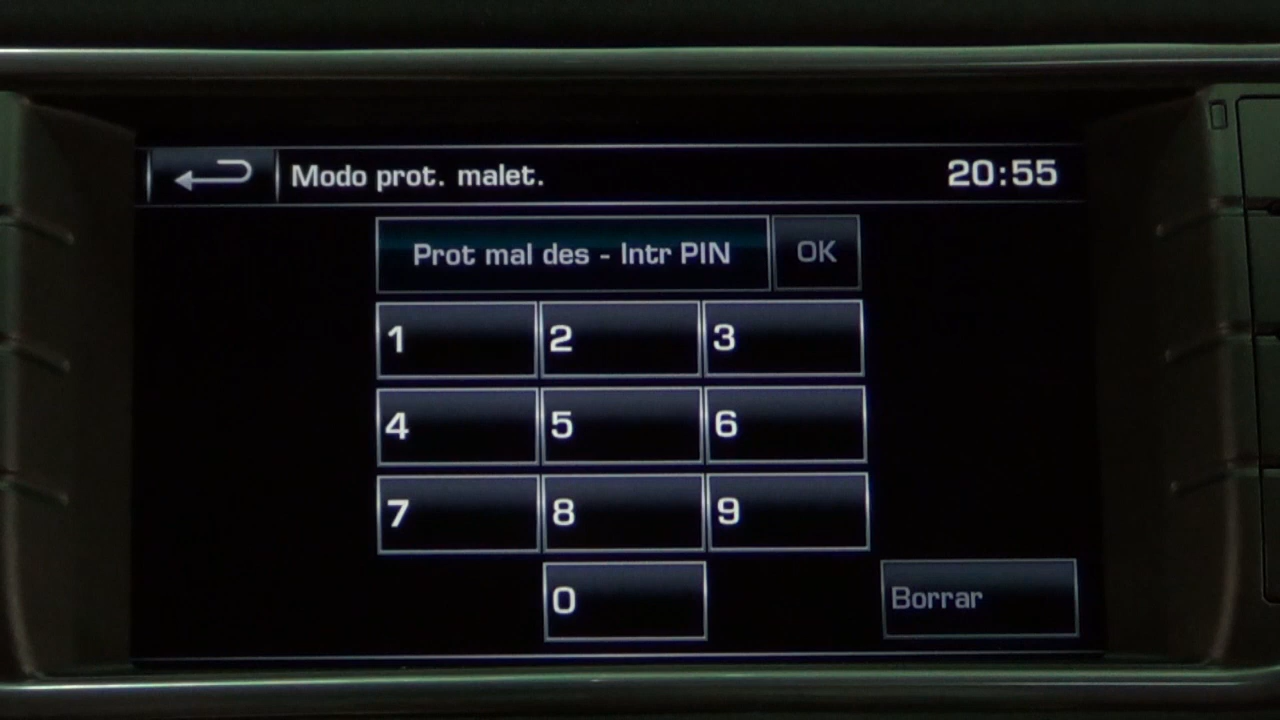 Modo prot. malet.
20:55
Prot mal des - Intr PIN
OK
1
2
3
4
5
6
7
8
9
0
Borrar